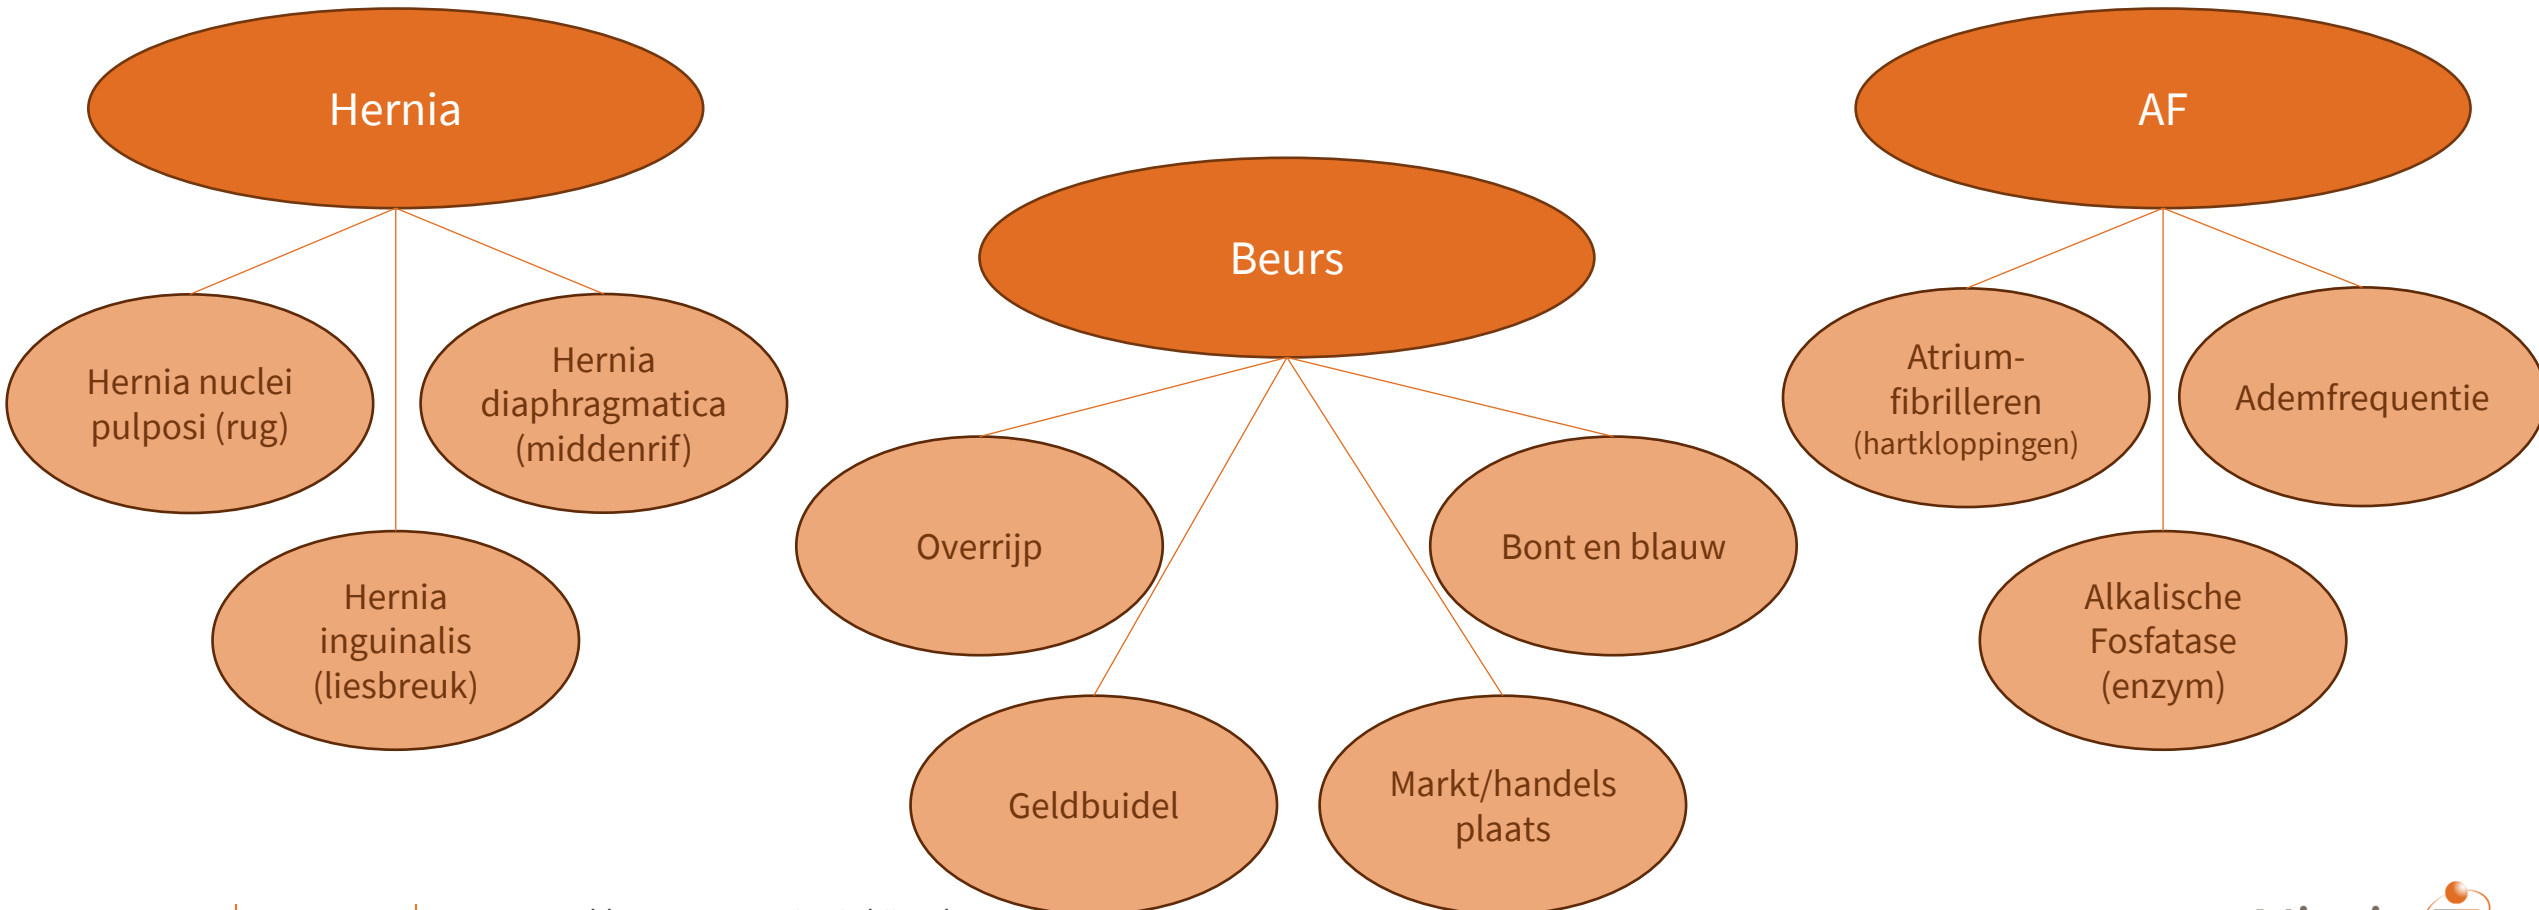 Hernia
Hernia nuclei
pulposi (rug)
Hernia
diaphragmatica
(middenrif)
Hernia
inguinalis
(liesbreuk)
Beurs
Overrijp
Bont en blauw
Geldbuidel
Markt/handels
plaats
AF
Atrium-
fibrilleren
(hartkloppingen)
Ademfrequentie
Alkalische
Fosfatase
(enzym)